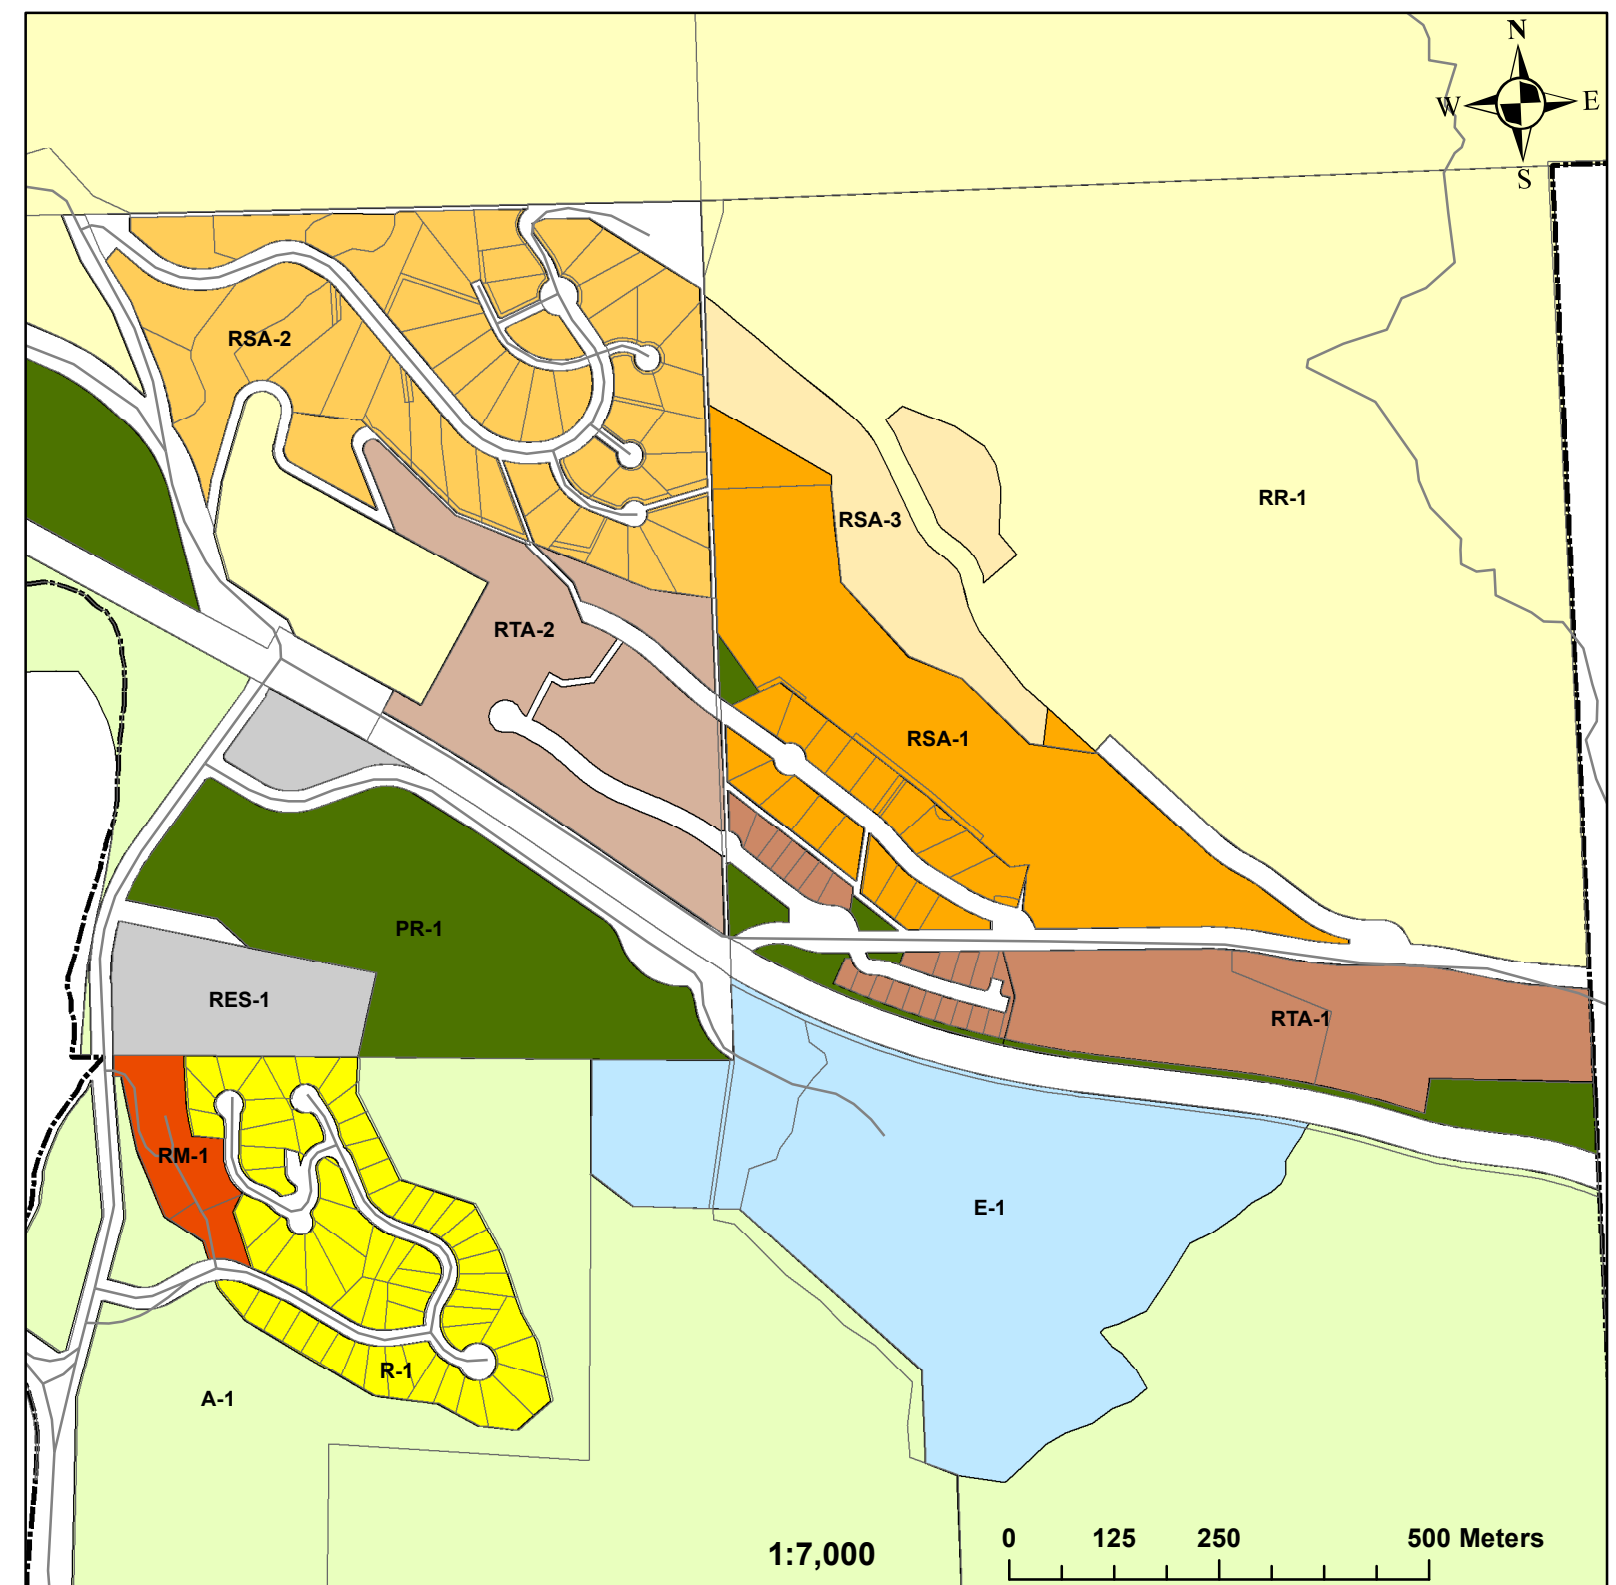 N
W E
S
RSA-2
RR-1
RSA-3
RTA-2
RSA-1
PR-1
RES-1
RTA-1
RM-1
E-1
R-1
A-1
1:7,000
0 125 250 500 Meters